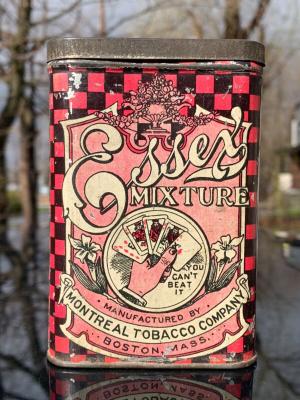 Essex
MIXTURE
YOU
CAN'T
BEAT
IT
MANUFACTURED BY
MONTREAL TOBACCO COMPANY
BOSTON, MASS.